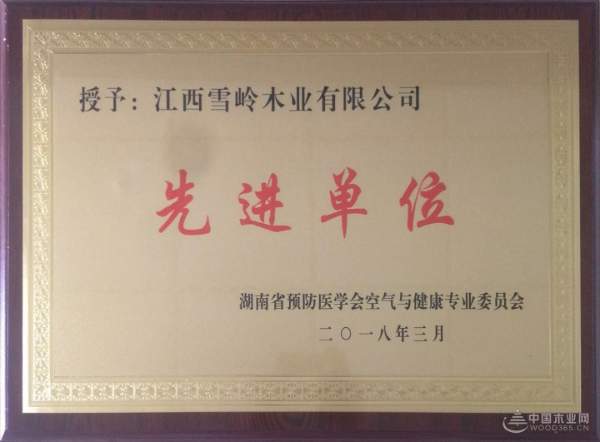 授予：江西雪岭木业有限公司
先进单位
湖南省预防医学会空气与健康专业委员会
二〇一八年三月
中国木业网
WOOD365.CN